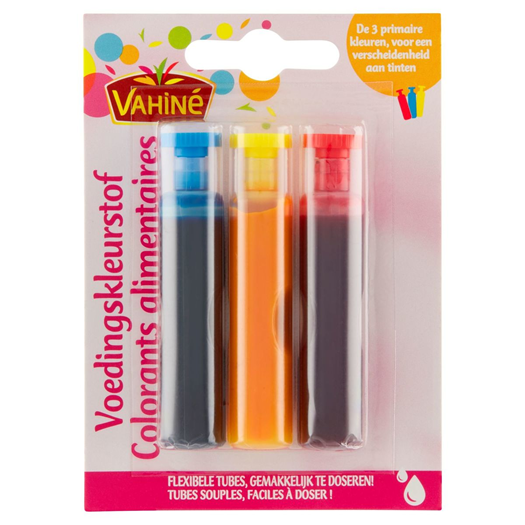 De 3 primaire
kleuren, voor een
verscheidenheid
aan tinten
VAHINé
Voedingskleurstof
Colorants alimentaires
FLEXIBELE TUBES, GEMAKKELIJK TE DOSEREN!
TUBES SOUPLES, FACILES À DOSER !